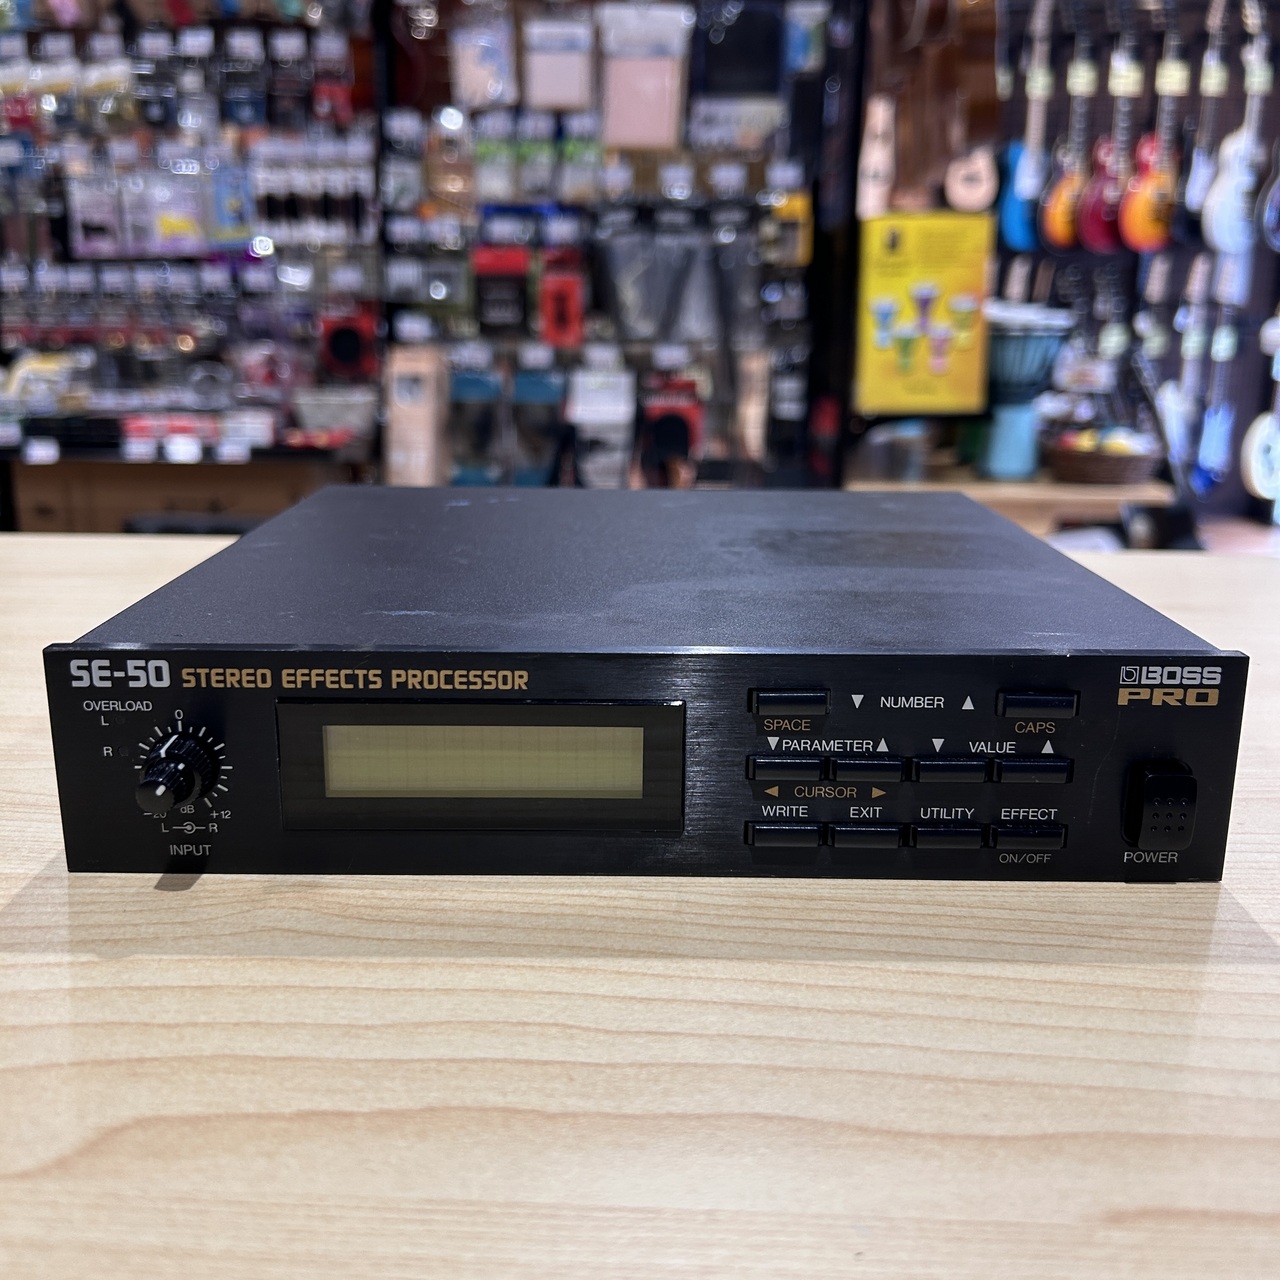 SE-50 STEREO EFFECTS PROCESSOR
BOSS
PRO
OVERLOAD
L
R
0
-20 dB +12
L R
INPUT
▼ NUMBER ▲
SPACE CAPS
▼PARAMETER▲ ▼ VALUE ▲
◀ CURSOR ▶
WRITE EXIT UTILITY EFFECT
ON/OFF
POWER